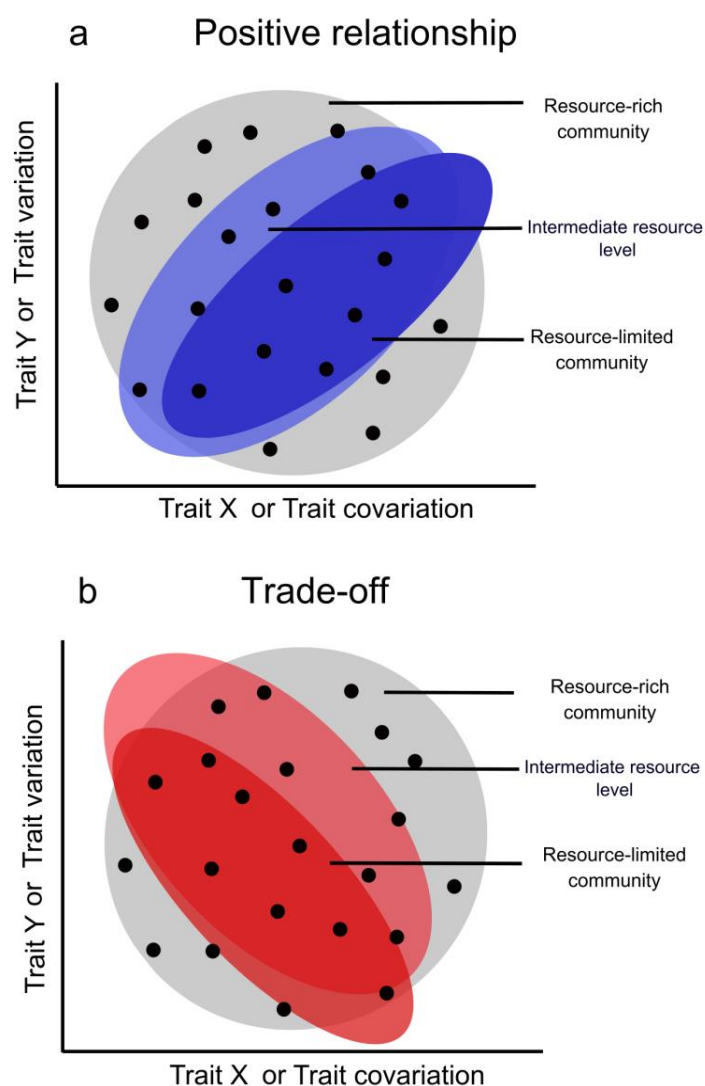 a Positive relationship
Resource-rich
community
Intermediate resource
level
Resource-limited
community
Trait Y or Trait variation
Trait X or Trait covariation
b Trade-off
Resource-rich
community
Intermediate resource
level
Resource-limited
community
Trait Y or Trait variation
Trait X or Trait covariation